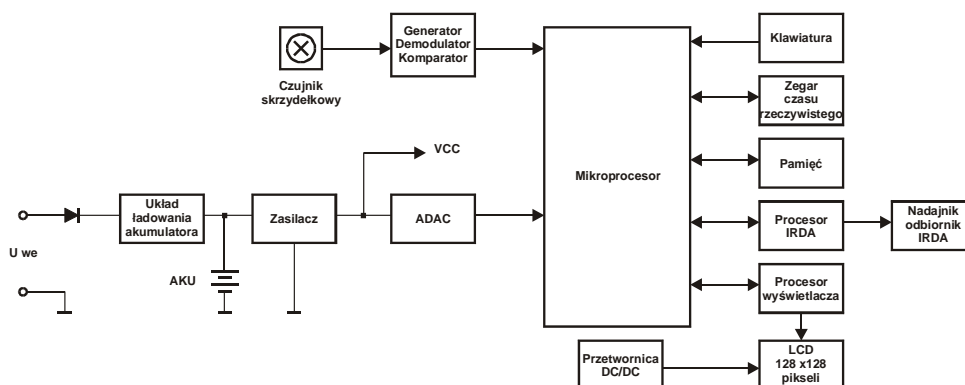 Generator
Demodulator
Komparator
Czujnik
skrzydełkowy
Klawiatura
Zegar
czasu
rzeczywistego
VCC
Mikroprocesor
Pamięć
Układ
ładowania
akumulatora
Zasilacz
ADAC
Procesor
IRDA
Nadajnik
odbiornik
IRDA
U we
AKU
Procesor
wyświetlacza
Przetwornica
DC/DC
LCD
128 x128
pikseli